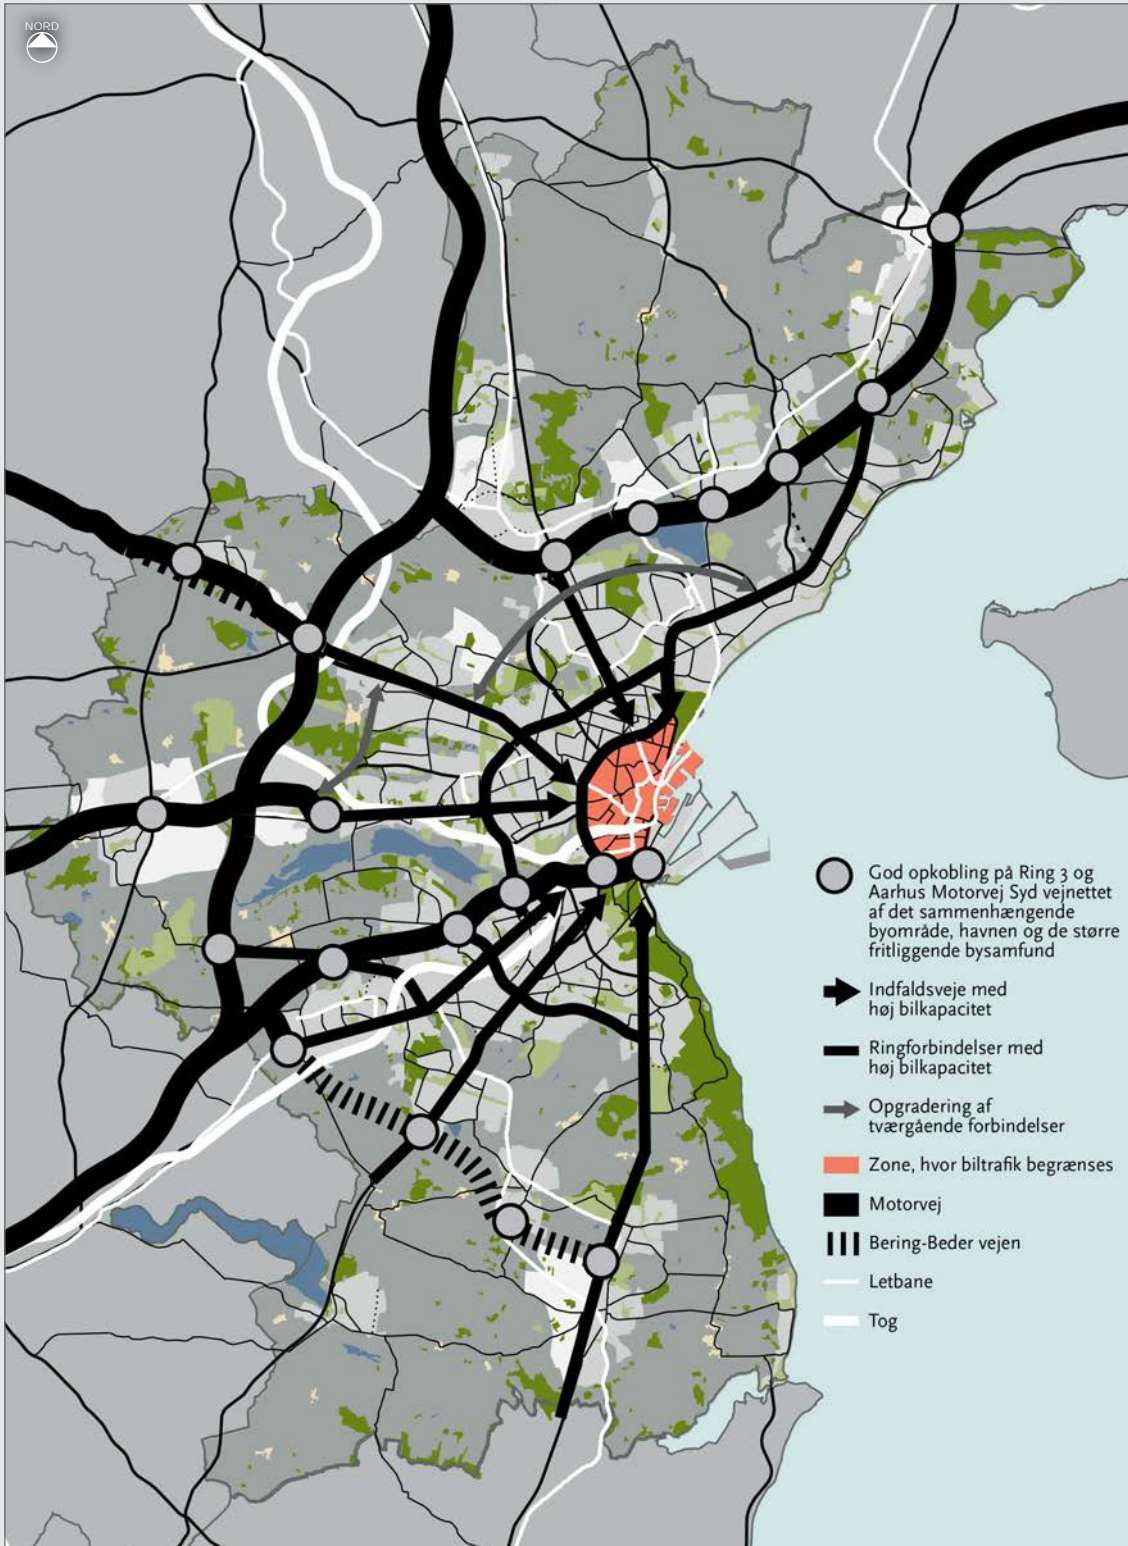 NORD
God opkobling på Ring 3 og
Aarhus Motorvej Syd vejnettet
af det sammenhængende
byområde, havnen og de større
fritliggende bysamfund
Indfaldsveje med
høj bilkapacitet
Ringforbindelser med
høj bilkapacitet
Opgradering af
tværgående forbindelser
Zone, hvor biltrafik begrænses
Motorvej
Bering-Beder vejen
Letbane
Tog